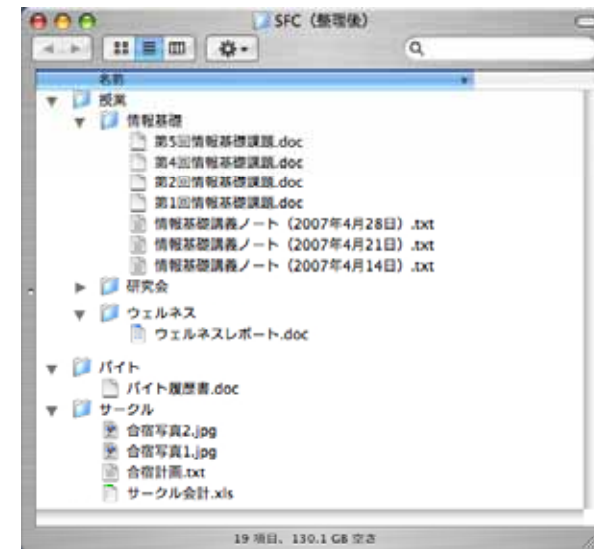 SFC（整理後）
名前
授業
情報基礎
第5回情報基礎課題.doc
第4回情報基礎課題.doc
第2回情報基礎課題.doc
第1回情報基礎課題.doc
情報基礎講義ノート（2007年4月28日）.txt
情報基礎講義ノート（2007年4月21日）.txt
情報基礎講義ノート（2007年4月14日）.txt
研究会
ウェルネス
ウェルネスレポート.doc
バイト
バイト履歴書.doc
サークル
合宿写真2.jpg
合宿写真1.jpg
合宿計画.txt
サークル会計.xls
19 項目、130.1 GB 空き